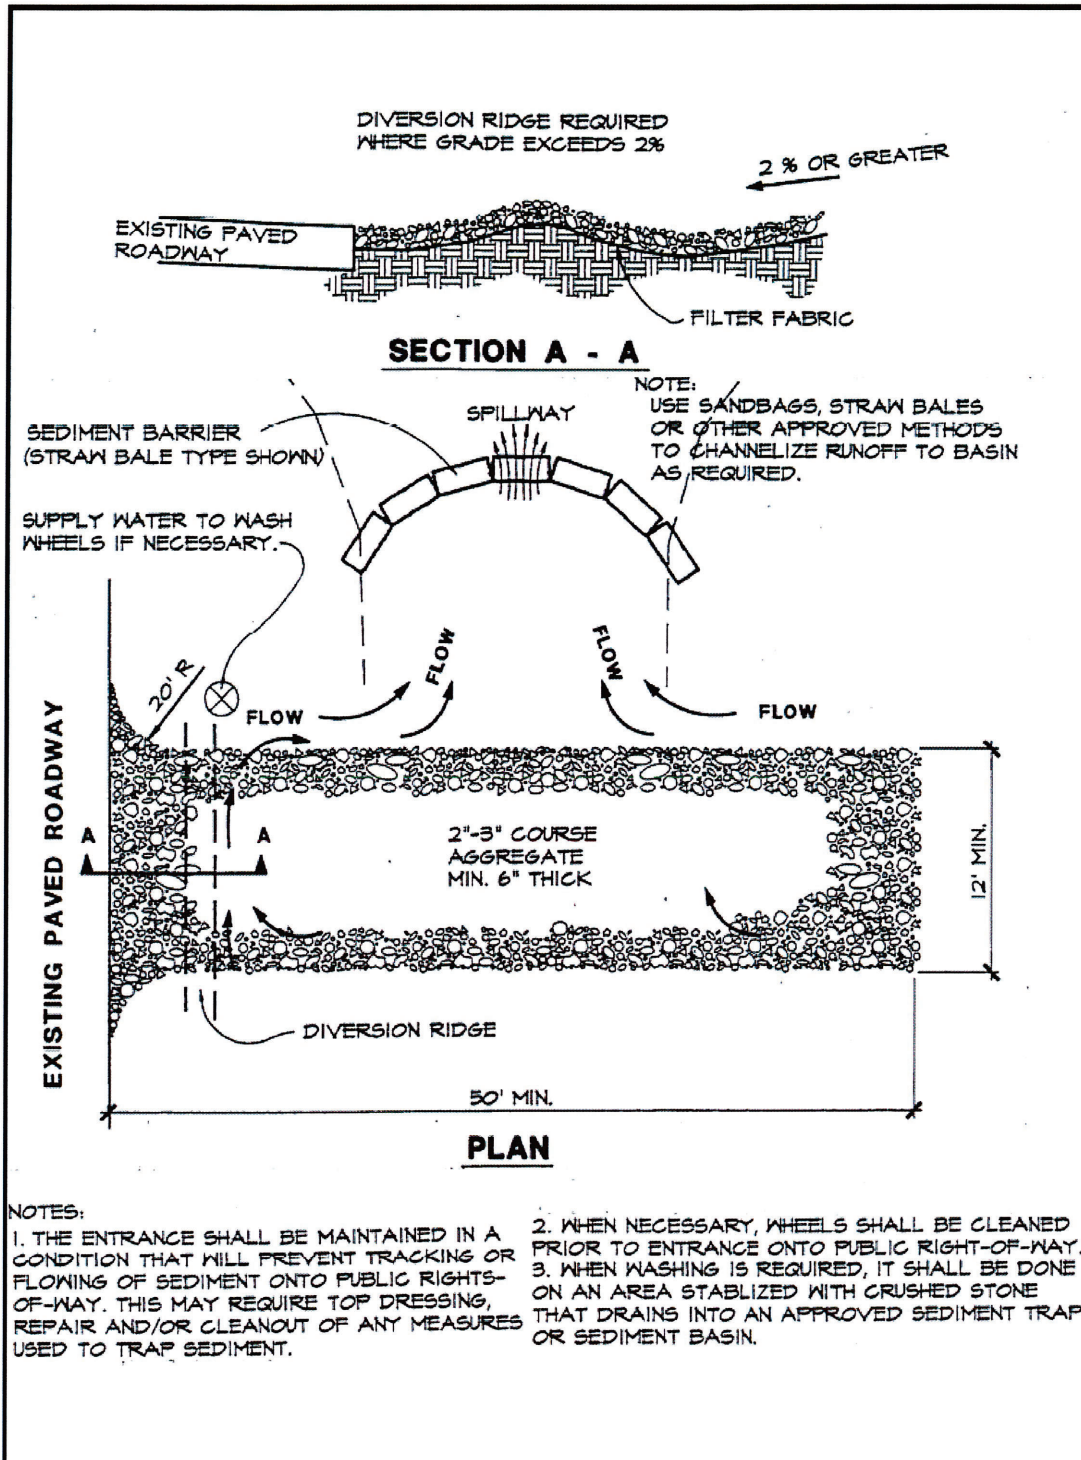 DIVERSION RIDGE REQUIRED
WHERE GRADE EXCEEDS 2%
2 % OR GREATER
EXISTING PAVED
ROADWAY
FILTER FABRIC
SECTION A - A
NOTE:
USE SANDBAGS, STRAW BALES
OR OTHER APPROVED METHODS
TO CHANNELIZE RUNOFF TO BASIN
AS REQUIRED.
SPILLWAY
SEDIMENT BARRIER
(STRAW BALE TYPE SHOWN)
SUPPLY WATER TO WASH
WHEELS IF NECESSARY.
FLOW
FLOW
20' R
FLOW
FLOW
EXISTING PAVED ROADWAY
A
A
2"-3" COURSE
AGGREGATE
MIN. 6" THICK
12' MIN.
DIVERSION RIDGE
50' MIN.
PLAN
NOTES:
1. THE ENTRANCE SHALL BE MAINTAINED IN A
CONDITION THAT WILL PREVENT TRACKING OR
FLOWING OF SEDIMENT ONTO PUBLIC RIGHTS-
OF-WAY. THIS MAY REQUIRE TOP DRESSING,
REPAIR AND/OR CLEANOUT OF ANY MEASURES
USED TO TRAP SEDIMENT.
2. WHEN NECESSARY, WHEELS SHALL BE CLEANED
PRIOR TO ENTRANCE ONTO PUBLIC RIGHT-OF-WAY.
3. WHEN WASHING IS REQUIRED, IT SHALL BE DONE
ON AN AREA STABLIZED WITH CRUSHED STONE
THAT DRAINS INTO AN APPROVED SEDIMENT TRAP
OR SEDIMENT BASIN.